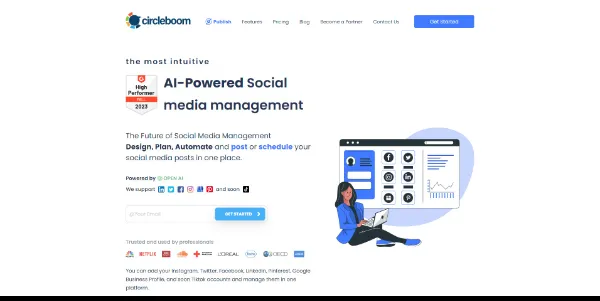 circleboom
Publish Features Pricing Blog Become a Partner Contact Us Get Started
the most intuitive
High
Performer
2023
AI-Powered Social
media management
The Future of Social Media Management
Design, Plan, Automate and post or schedule your
social media posts in one place.
Powered by OPEN AI
We support and soon
Your Email
GET STARTED
Trusted and used by professionals
NETFLIX L'OREAL OECD
You can add your Instagram, Twitter, Facebook, Linkedin, Pinterest, Google
Business Profile, and soon Tiktok accounts and manage them in one
platform.